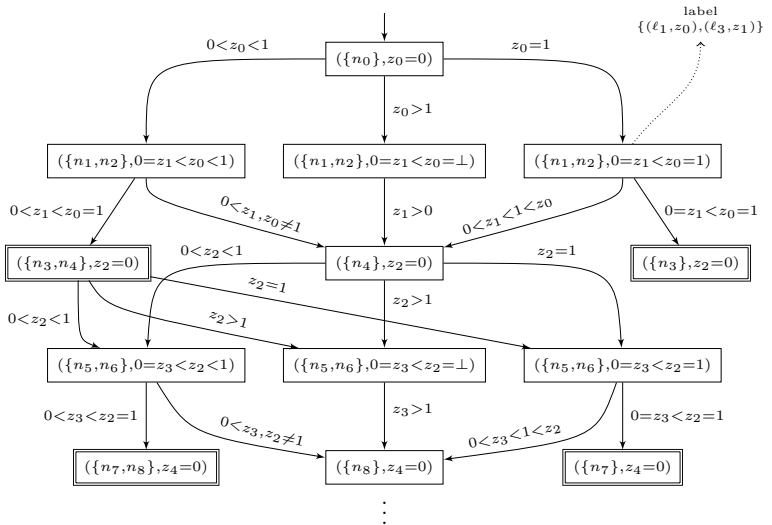 label
{(ℓ₁,z₀),(ℓ₃,z₁)}
0<z₀<1
({n₀},z₀=0)
z₀=1
z₀>1
({n₁,n₂},0=z₁<z₀<1)
({n₁,n₂},0=z₁<z₀=⊥)
({n₁,n₂},0=z₁<z₀=1)
0<z₁<z₀=1
0<z₁,z₀≠1
z₁>0
0<z₁<1<z₀
0=z₁<z₀=1
({n₃,n₄},z₂=0)
0<z₂<1
({n₄},z₂=0)
z₂=1
({n₃},z₂=0)
0<z₂<1
z₂>1
z₂=1
z₂>1
({n₅,n₆},0=z₃<z₂<1)
({n₅,n₆},0=z₃<z₂=⊥)
({n₅,n₆},0=z₃<z₂=1)
0<z₃<z₂=1
0<z₃,z₂≠1
z₃>1
0<z₃<1<z₂
0=z₃<z₂=1
({n₇,n₈},z₄=0)
({n₈},z₄=0)
({n₇},z₄=0)
⋮